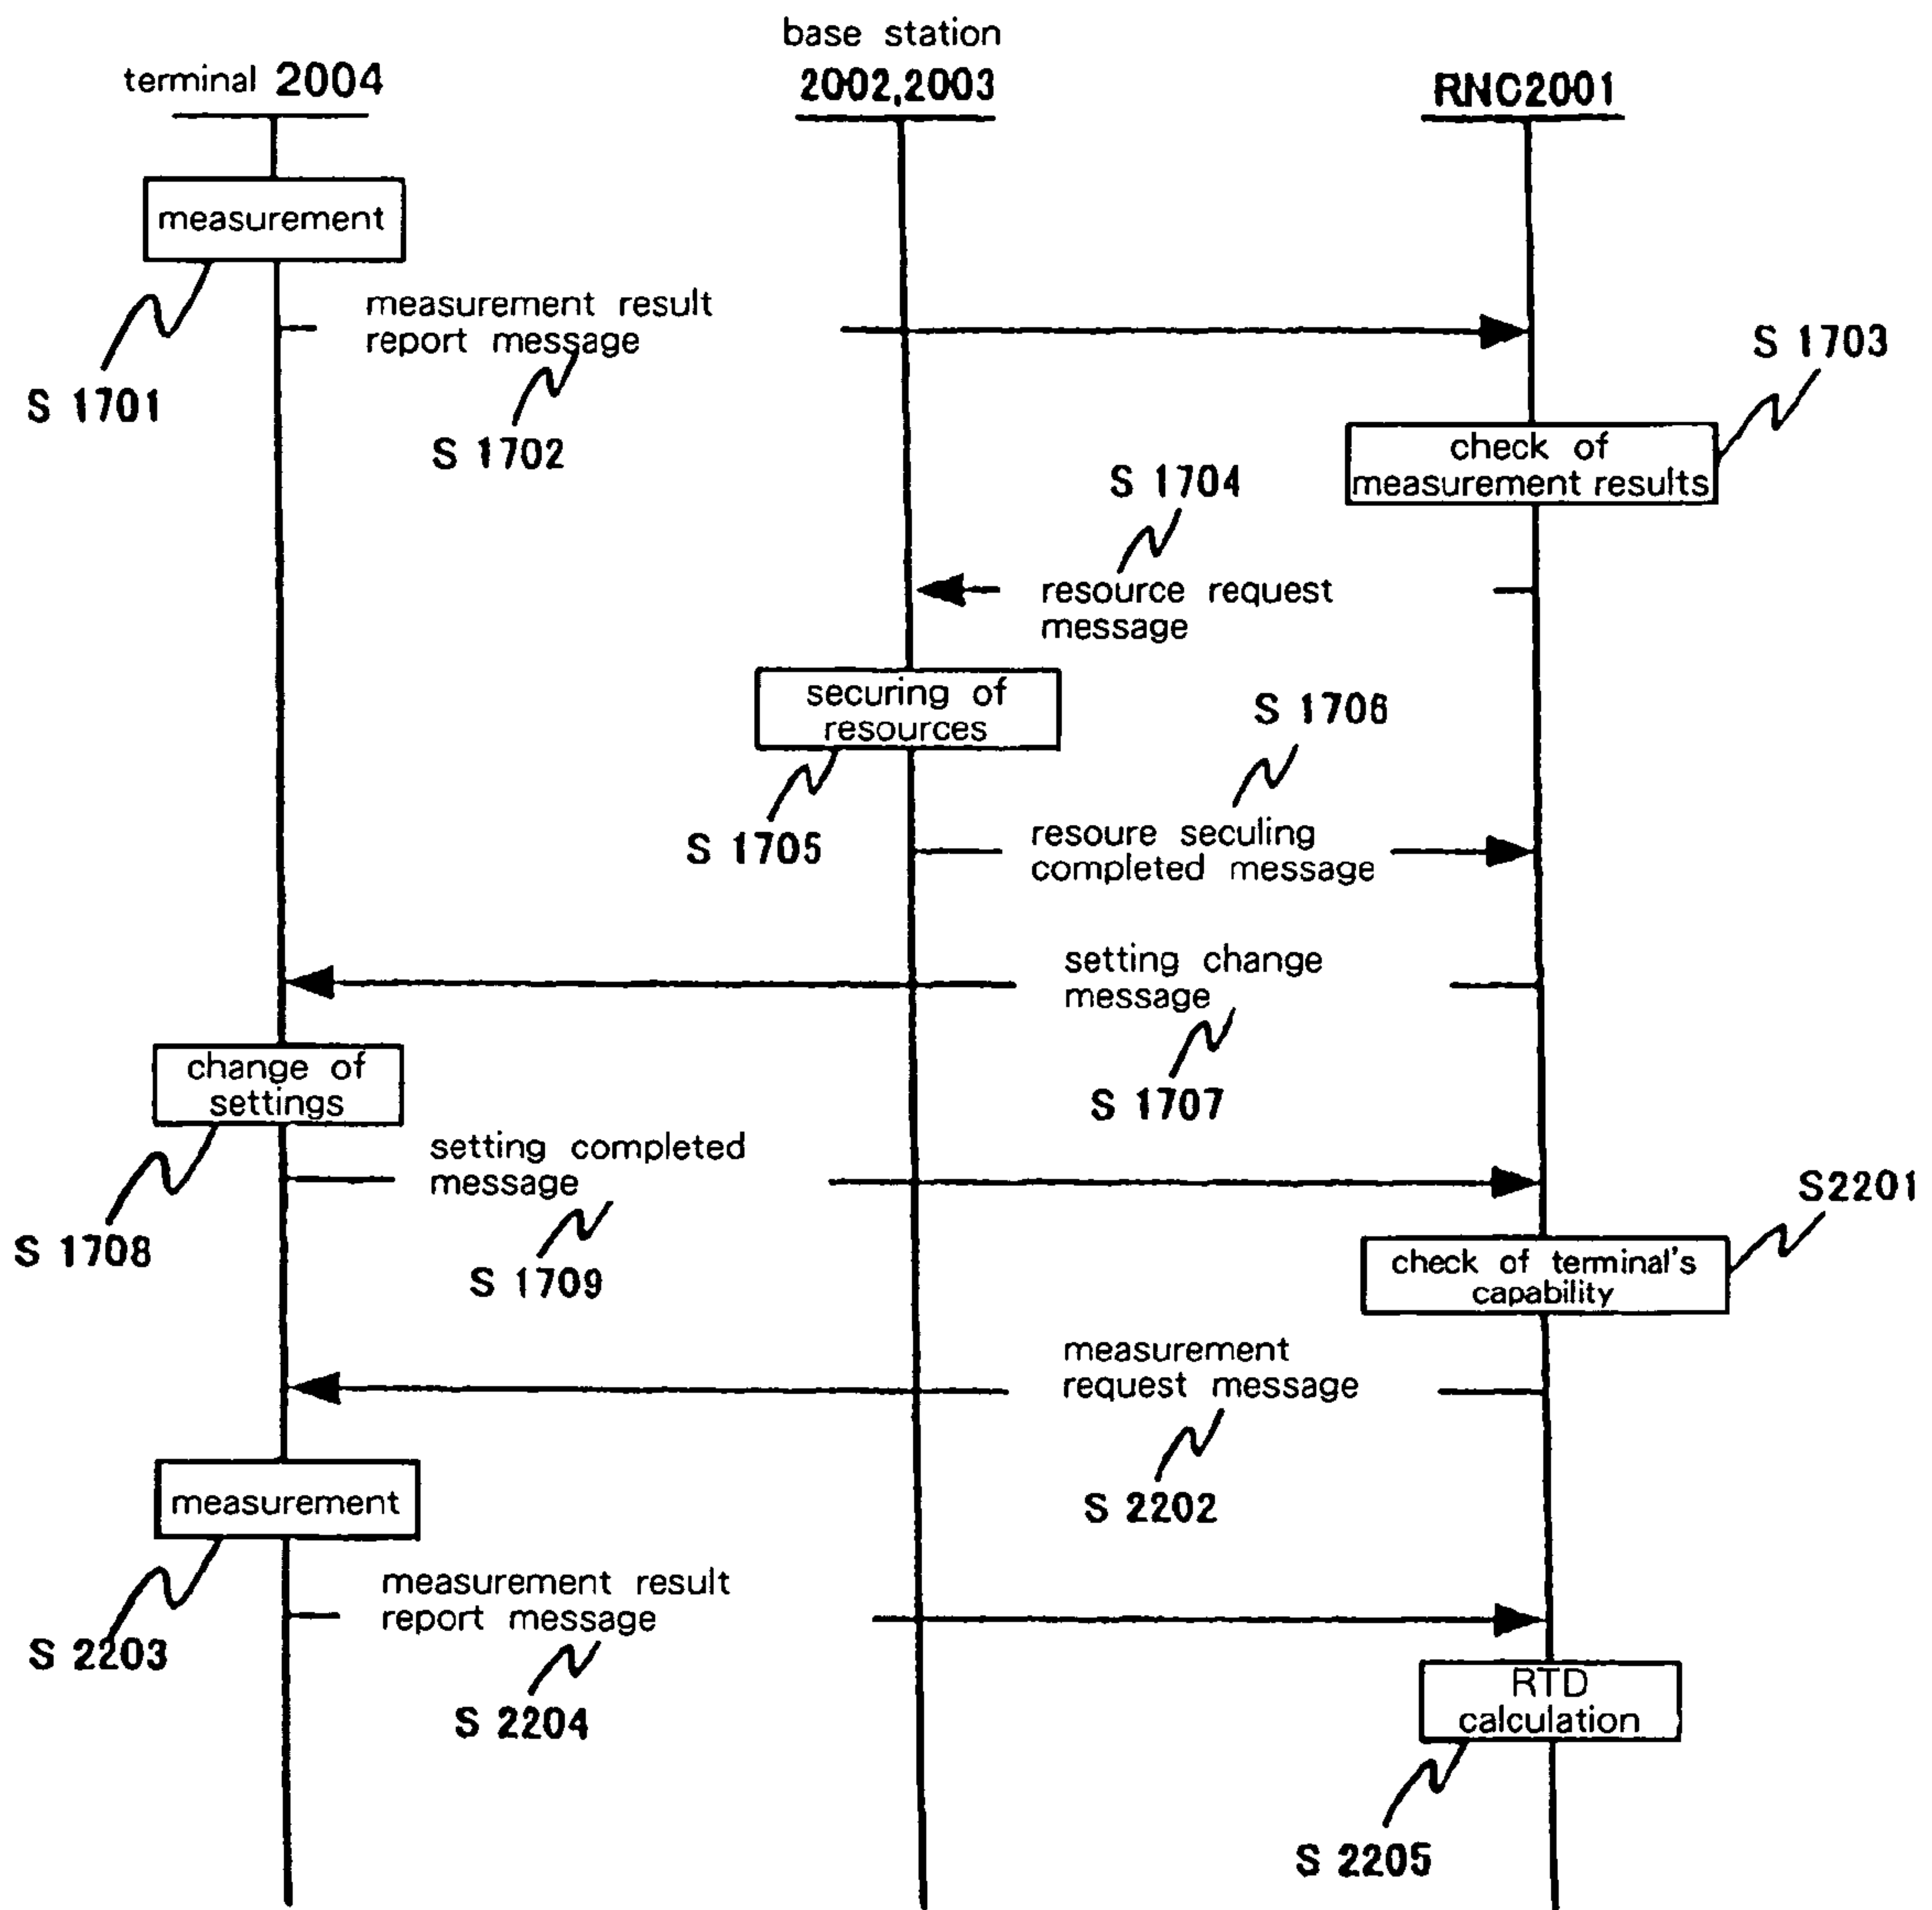 base station
terminal 2004
2002,2003
RNC2001
measurement
measurement result
report message
S 1701
S 1702
S 1703
check of
measurement results
S 1704
resource request
message
securing of
resources
S 1705
S 1706
resoure seculing
completed message
setting change
message
S 1707
change of
settings
S 1708
setting completed
message
S 1709
S2201
check of terminal's
capability
measurement
request message
S 2202
measurement
S 2203
measurement result
report message
S 2204
RTD
calculation
S 2205